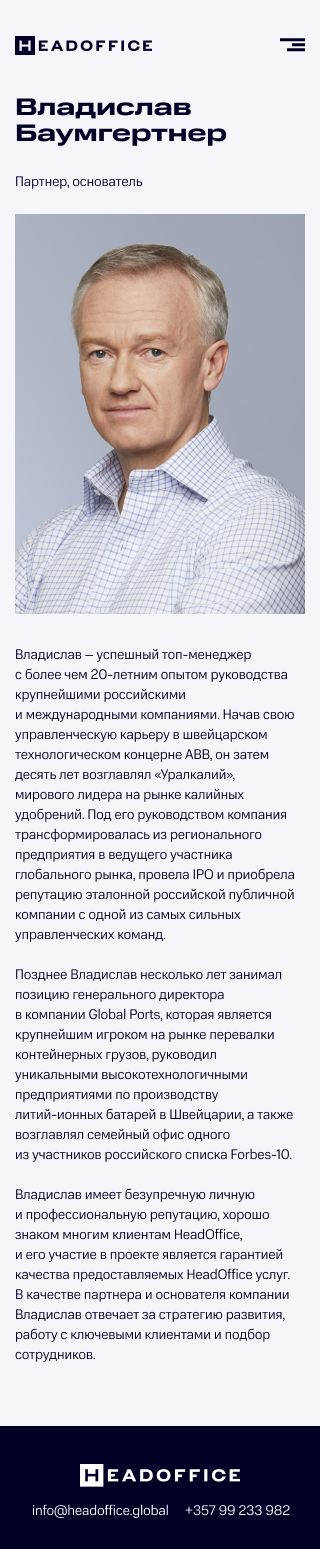 HEADOFFICE
Владислав
Баумгертнер
Партнер, основатель
Владислав – успешный топ-менеджер
с более чем 20-летним опытом руководства
крупнейшими российскими
и международными компаниями. Начав свою
управленческую карьеру в швейцарском
технологическом концерне ABB, он затем
десять лет возглавлял «Уралкалий»,
мирового лидера на рынке калийных
удобрений. Под его руководством компания
трансформировалась из регионального
предприятия в ведущего участника
глобального рынка, провела IPO и приобрела
репутацию эталонной российской публичной
компании с одной из самых сильных
управленческих команд.
Позднее Владислав несколько лет занимал
позицию генерального директора
в компании Global Ports, которая является
крупнейшим игроком на рынке перевалки
контейнерных грузов, руководил
уникальными высокотехнологичными
предприятиями по производству
литий-ионных батарей в Швейцарии, а также
возглавлял семейный офис одного
из участников российского списка Forbes-10.
Владислав имеет безупречную личную
и профессиональную репутацию, хорошо
знаком многим клиентам HeadOffice,
и его участие в проекте является гарантией
качества предоставляемых HeadOffice услуг.
В качестве партнера и основателя компании
Владислав отвечает за стратегию развития,
работу с ключевыми клиентами и подбор
сотрудников.
HEADOFFICE
info@headoffice.global +357 99 233 982